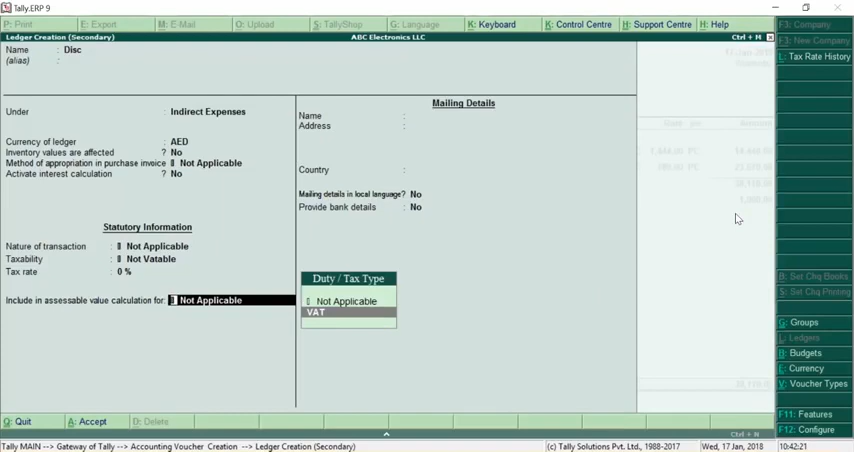 Tally.ERP 9
P: Print E: Export M: E-Mail O: Upload S: TallyShop G: Language K: Keyboard K: Control Centre H: Support Centre H: Help
F3: Company
Ledger Creation (Secondary) ABC Electronics LLC Ctrl + M
F3: New Company
Name : Disc
L: Tax Rate History
(alias) :
Mailing Details
Under : Indirect Expenses
Name :
Address :
Currency of ledger : AED
Inventory values are affected ? No
Method of appropriation in purchase invoice Not Applicable
Country :
Activate interest calculation ? No
Mailing details in local language? No
Provide bank details : No
Statutory Information
Nature of transaction : Not Applicable
Taxability : Not Vatable
Tax rate : 0 %
Duty / Tax Type
B: Set Chq Books
S: Set Chq Printing
Include in assessable value calculation for: Not Applicable
Not Applicable
VAT
G: Groups
L: Ledgers
B: Budgets
E: Currency
V: Voucher Types
F11: Features
Q: Quit A: Accept D: Delete
F12: Configure
Ctrl + N
Tally MAIN --> Gateway of Tally --> Accounting Voucher Creation --> Ledger Creation (Secondary) (c) Tally Solutions Pvt. Ltd., 1988-2017 Wed, 17 Jan, 2018 10:42:21